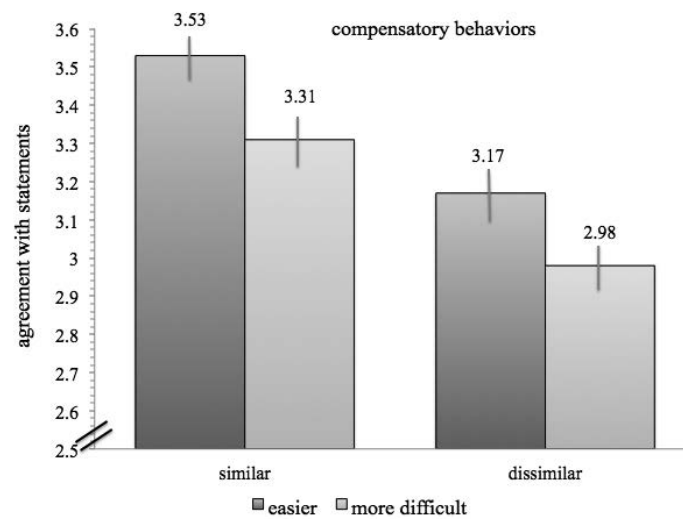 compensatory behaviors
agreement with statements
3.6
3.5
3.4
3.3
3.2
3.1
3
2.9
2.8
2.7
2.6
2.5
3.53
3.31
3.17
2.98
similar
dissimilar
easier
more difficult